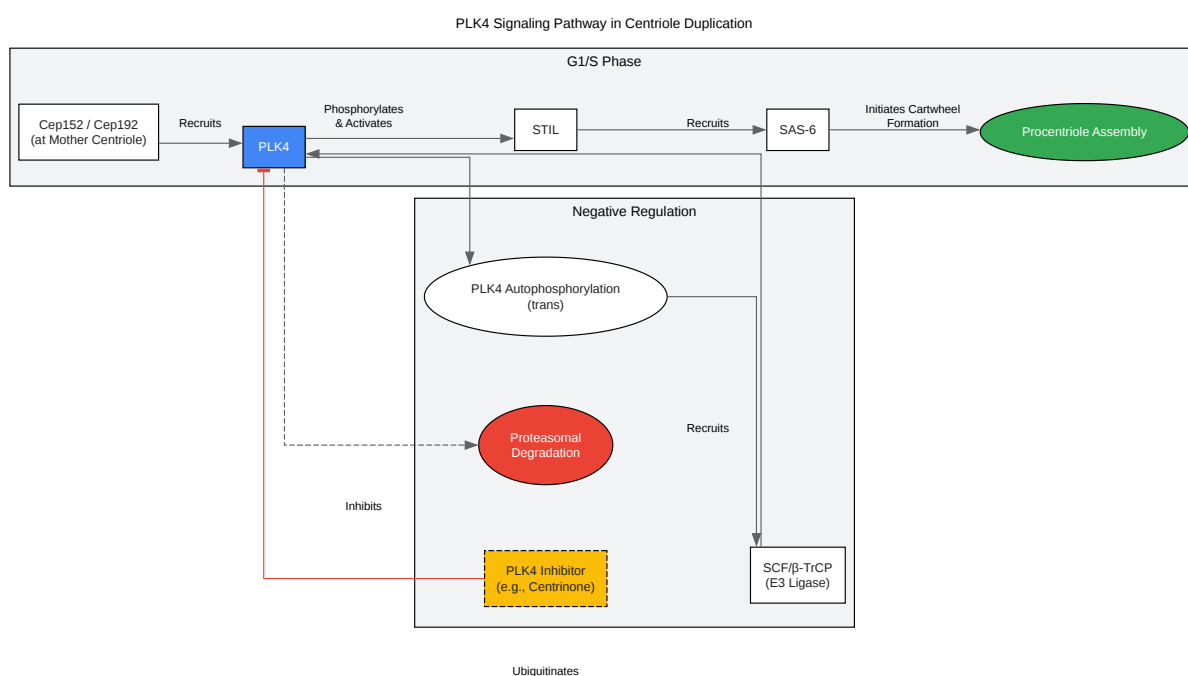 PLK4 Signaling Pathway in Centriole Duplication
G1/S Phase
Cep152 / Cep192
(at Mother Centriole)
Recruits
PLK4
Phosphorylates
& Activates
STIL
Recruits
SAS-6
Initiates Cartwheel
Formation
Procentriole Assembly
Negative Regulation
PLK4 Autophosphorylation
(trans)
Proteasomal
Degradation
Recruits
Inhibits
PLK4 Inhibitor
(e.g., Centrinone)
SCF/β-TrCP
(E3 Ligase)
Ubiquitinates